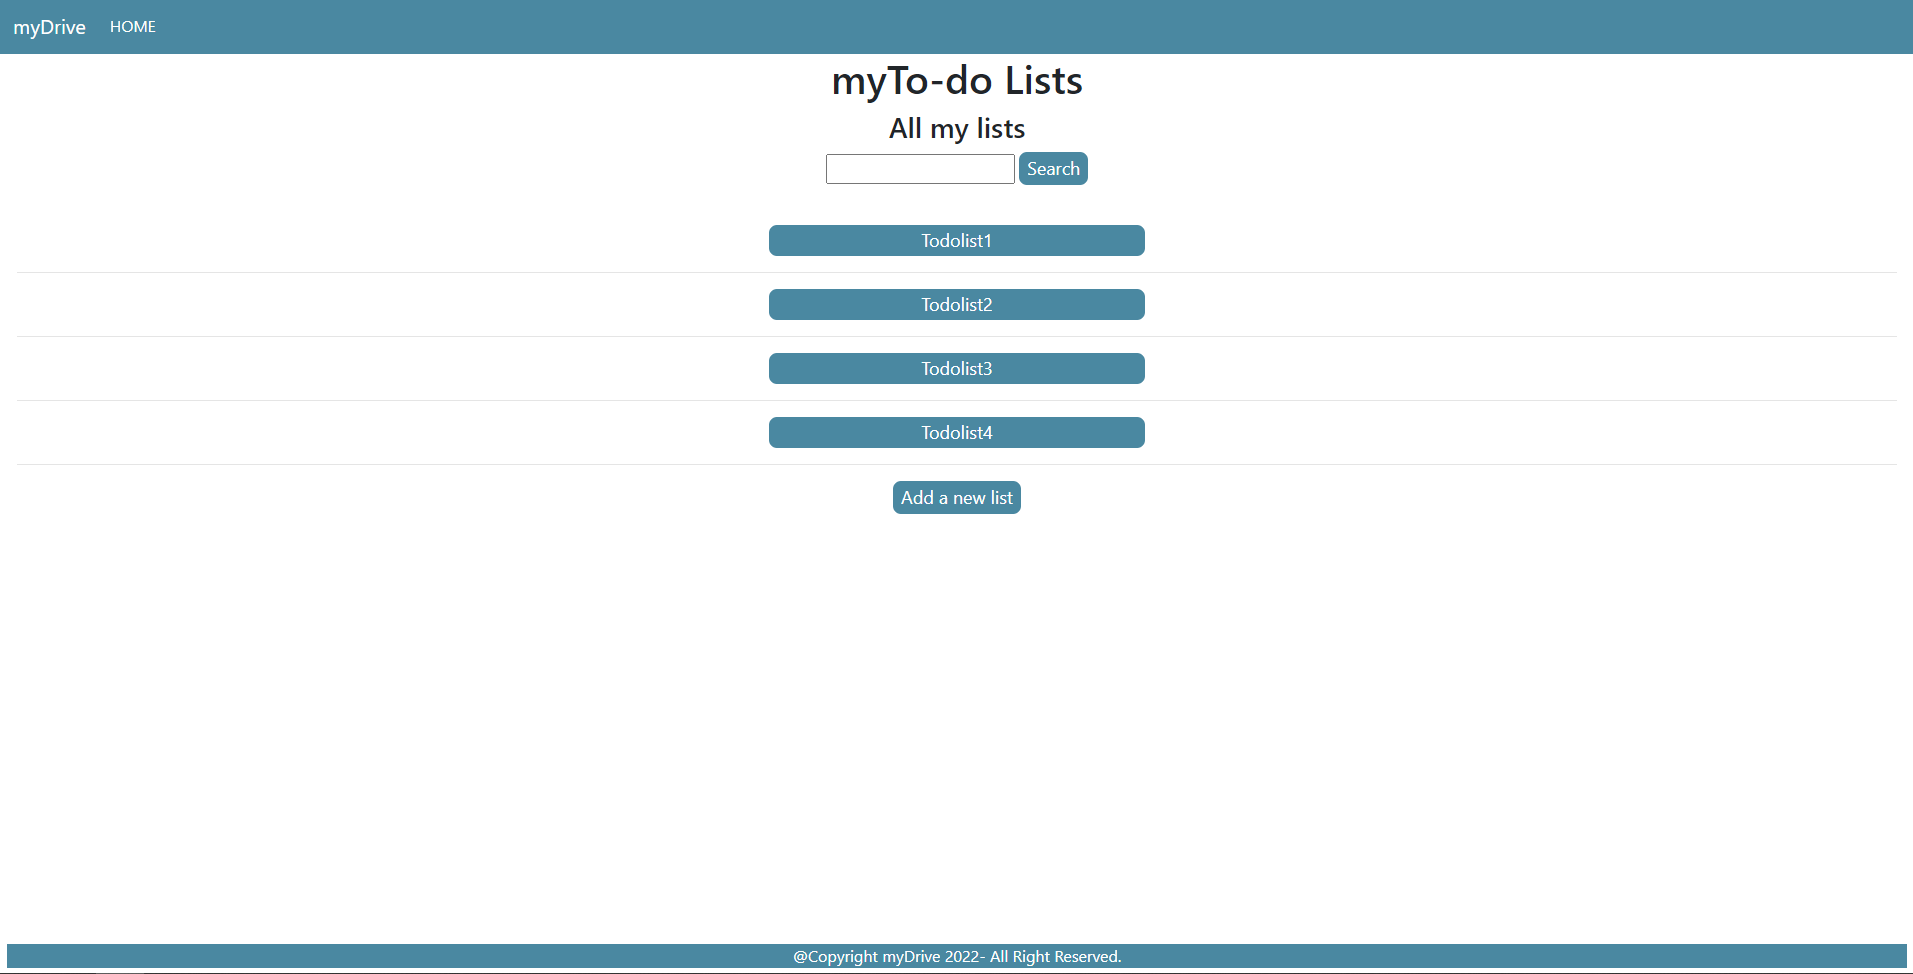 myDrive HOME
myTo-do Lists
All my lists
Search
Todolist1
Todolist2
Todolist3
Todolist4
Add a new list
@Copyright myDrive 2022- All Right Reserved.